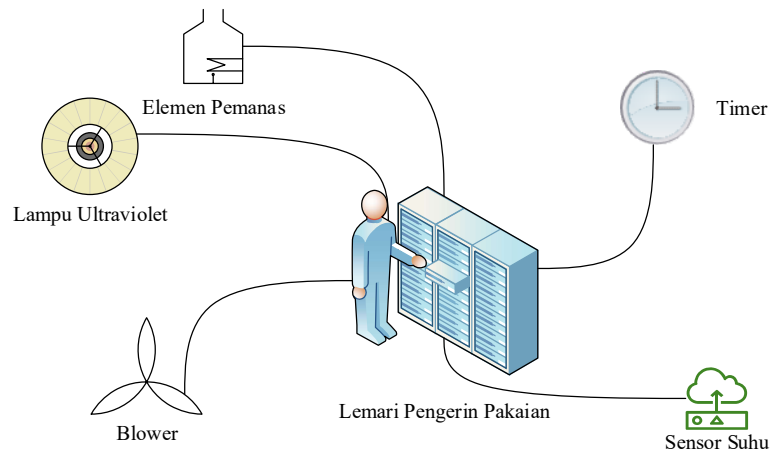 Elemen Pemanas
Timer
Lampu Ultraviolet
Lemari Pengerin Pakaian
Blower
Sensor Suhu